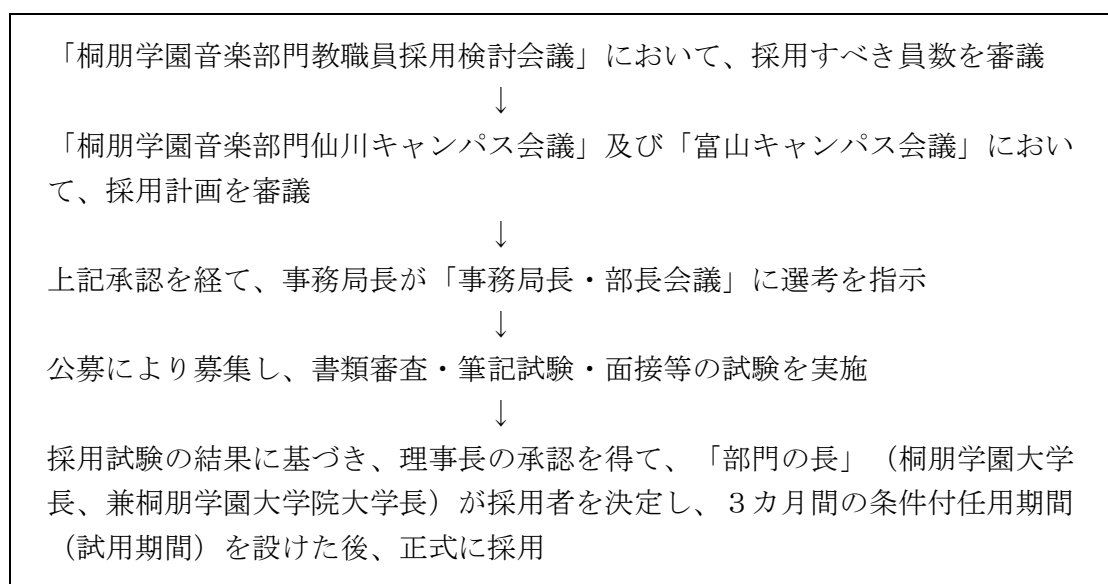 「桐朋学園音楽部門教職員採用検討会議」において、採用すべき員数を審議
↓
「桐朋学園音楽部門仙川キャンパス会議」及び「富山キャンパス会議」におい
て、採用計画を審議
↓
上記承認を経て、事務局長が「事務局長・部長会議」に選考を指示
↓
公募により募集し、書類審査・筆記試験・面接等の試験を実施
↓
採用試験の結果に基づき、理事長の承認を得て、「部門の長」（桐朋学園大学
長、兼桐朋学園大学院大学長）が採用者を決定し、３カ月間の条件付任用期間
（試用期間）を設けた後、正式に採用